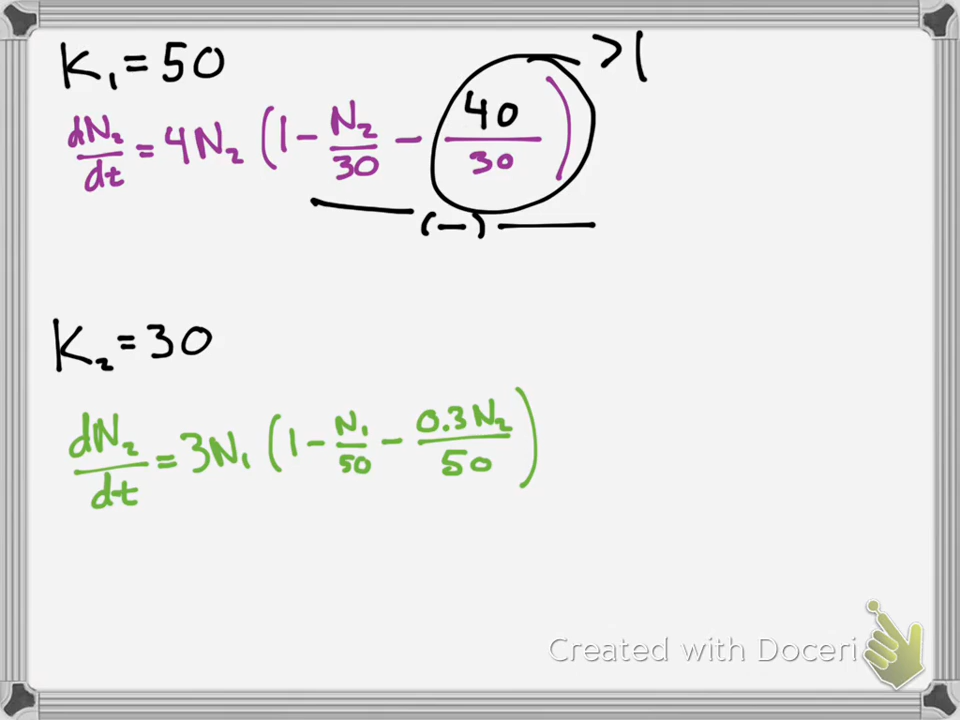 K₁ = 50 >1
dN₂/dt = 4N₂ (1 - N₂/30 - 40/30)
(-)
K₂ = 30
dN₂/dt = 3N₁ (1 - N₁/50 - 0.3N₂/50)
Created with Doceri